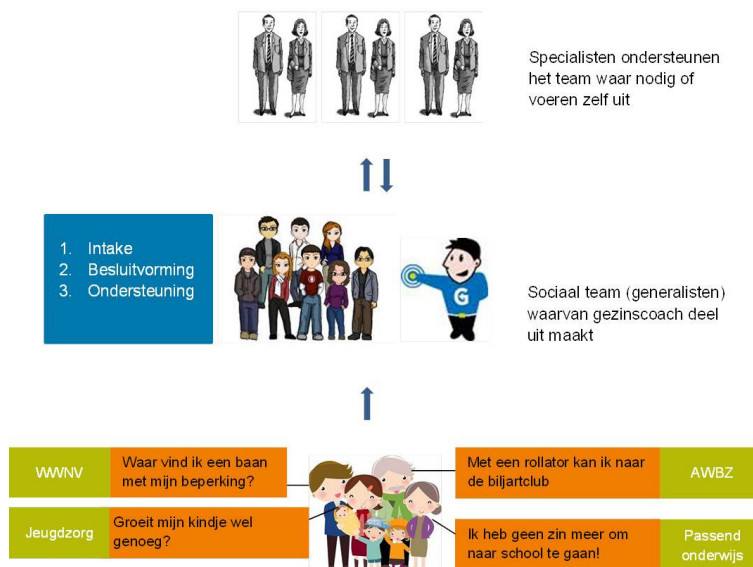 Specialisten ondersteunen
het team waar nodig of
voeren zelf uit
1. Intake
2. Besluitvorming
3. Ondersteuning
G
Sociaal team (generalisten)
waarvan gezinscoach deel
uit maakt
WWNV
Waar vind ik een baan
met mijn beperking?
Met een rollator kan ik naar
de biljartclub
AWBZ
Jeugdzorg
Groeit mijn kindje wel
genoeg?
Ik heb geen zin meer om
naar school te gaan!
Passend
onderwijs